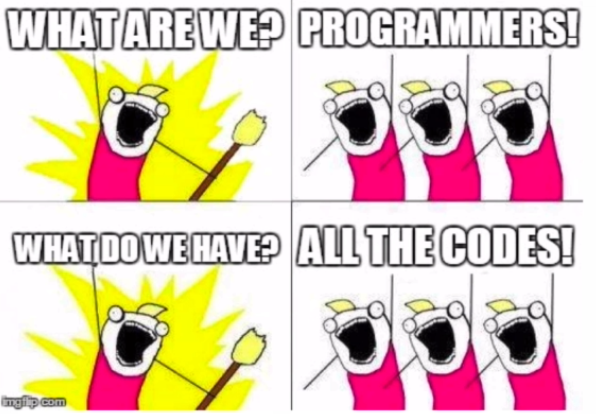 WHAT ARE WE?
PROGRAMMERS!
WHAT DO WE HAVE?
ALL THE CODES!
imgflip.com